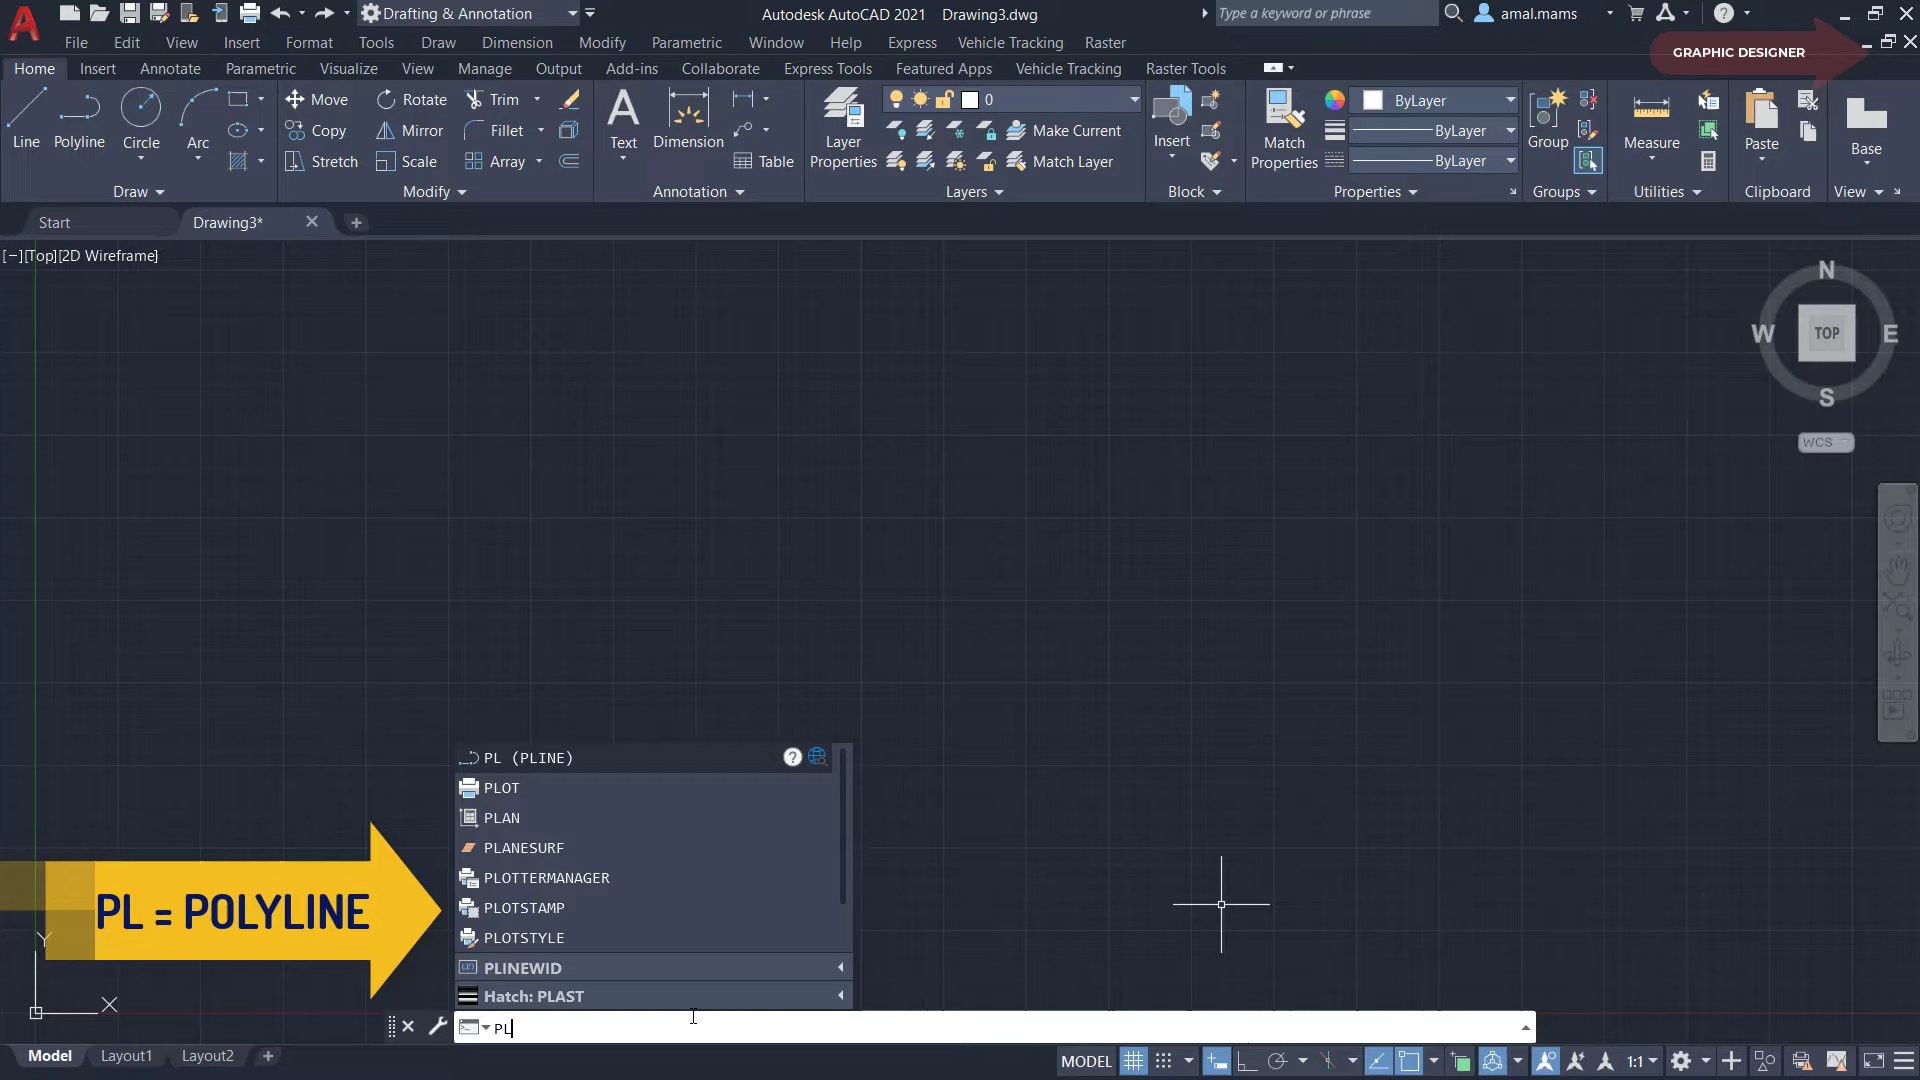 Drafting & Annotation
Autodesk AutoCAD 2021 Drawing3.dwg
Type a keyword or phrase
amal.mams
File Edit View Insert Format Tools Draw Dimension Modify Parametric Window Help Express Vehicle Tracking Raster
GRAPHIC DESIGNER
Home Insert Annotate Parametric Visualize View Manage Output Add-ins Collaborate Express Tools Featured Apps Vehicle Tracking Raster Tools
Move Rotate Trim 0 ByLayer
Line Polyline Circle Arc
Copy Mirror Fillet Text Dimension Make Current ByLayer
Layer Properties Insert Match Properties Group Measure Paste Base
Stretch Scale Array Table Match Layer ByLayer
Draw Modify Annotation Layers Block Properties Groups Utilities Clipboard View
Start Drawing3*
[−][Top][2D Wireframe]
N
W TOP E
S
WCS
PL (PLINE)
PLOT
PLAN
PLANESURF
PLOTTERMANAGER
PLOTSTAMP
PLOTSTYLE
PLINEWID
Hatch: PLAST
PL = POLYLINE
Y
X
PL
Model Layout1 Layout2
MODEL 1:1